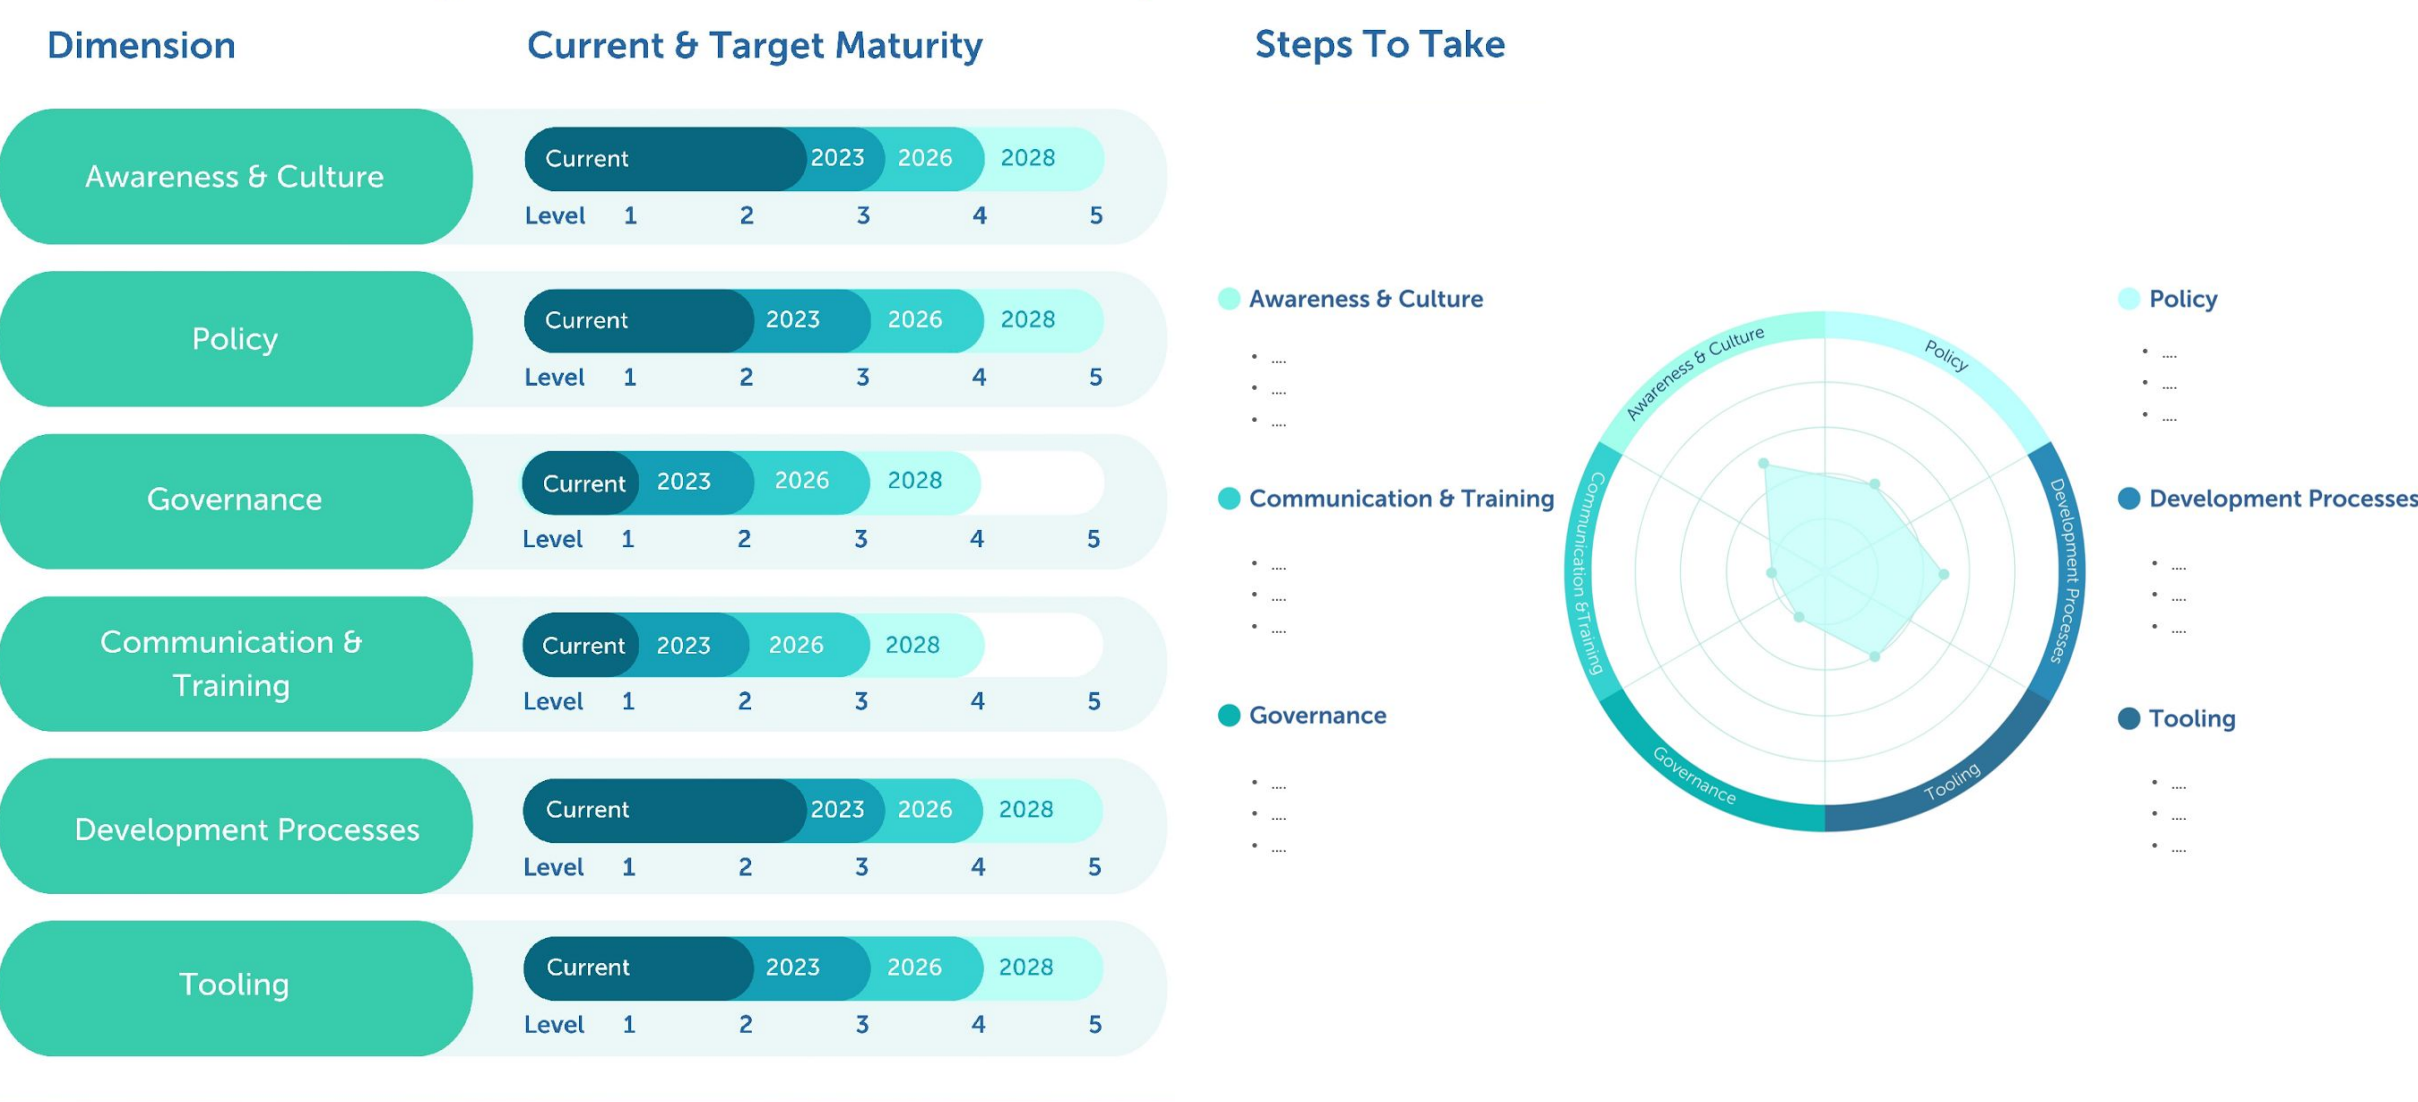 Dimension
Current & Target Maturity
Steps To Take
Awareness & Culture
Current 2023 2026 2028
Level 1 2 3 4 5
Policy
Current 2023 2026 2028
Level 1 2 3 4 5
Governance
Current 2023 2026 2028
Level 1 2 3 4 5
Communication &
Training
Current 2023 2026 2028
Level 1 2 3 4 5
Development Processes
Current 2023 2026 2028
Level 1 2 3 4 5
Tooling
Current 2023 2026 2028
Level 1 2 3 4 5
Awareness & Culture
• ....
• ....
• ....
Communication & Training
• ....
• ....
• ....
Governance
• ....
• ....
• ....
Awareness & Culture
Policy
Development Processes
Tooling
Governance
Communication &Training
Policy
• ....
• ....
• ....
Development Processes
• ....
• ....
• ....
Tooling
• ....
• ....
• ....